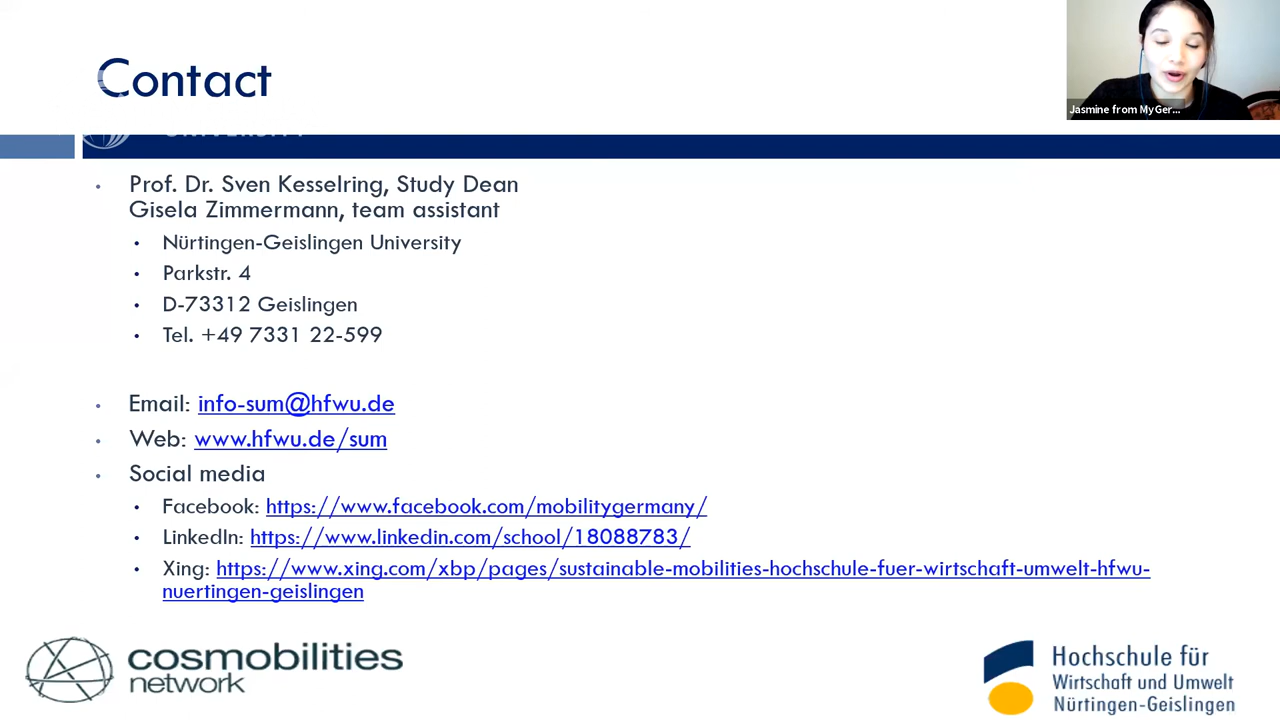 Contact
Jasmine from MyGer...
Prof. Dr. Sven Kesselring, Study Dean
Gisela Zimmermann, team assistant
• Nürtingen-Geislingen University
• Parkstr. 4
• D-73312 Geislingen
• Tel. +49 7331 22-599
• Email: info-sum@hfwu.de
• Web: www.hfwu.de/sum
• Social media
• Facebook: https://www.facebook.com/mobilitygermany/
• LinkedIn: https://www.linkedin.com/school/18088783/
• Xing: https://www.xing.com/xbp/pages/sustainable-mobilities-hochschule-fuer-wirtschaft-umwelt-hfwu-
nuertingen-geislingen
cosmobilities
network
Hochschule für
Wirtschaft und Umwelt
Nürtingen-Geislingen